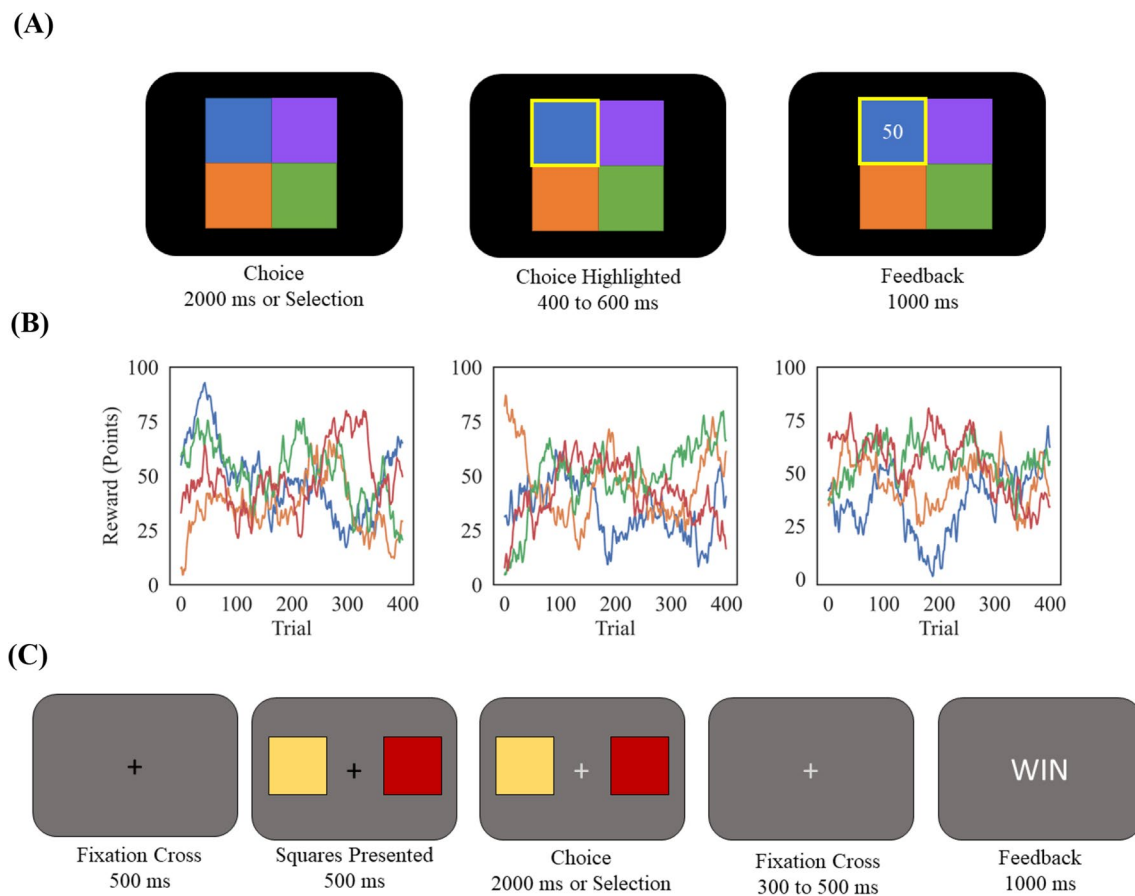 (A)
50
Choice
2000 ms or Selection
Choice Highlighted
400 to 600 ms
Feedback
1000 ms
(B)
Reward (Points)
100
75
50
25
0
0 100 200 300 400
Trial
100
75
50
25
0
0 100 200 300 400
Trial
100
75
50
25
0
0 100 200 300 400
Trial
(C)
+
+
+
+
WIN
Fixation Cross
500 ms
Squares Presented
500 ms
Choice
2000 ms or Selection
Fixation Cross
300 to 500 ms
Feedback
1000 ms